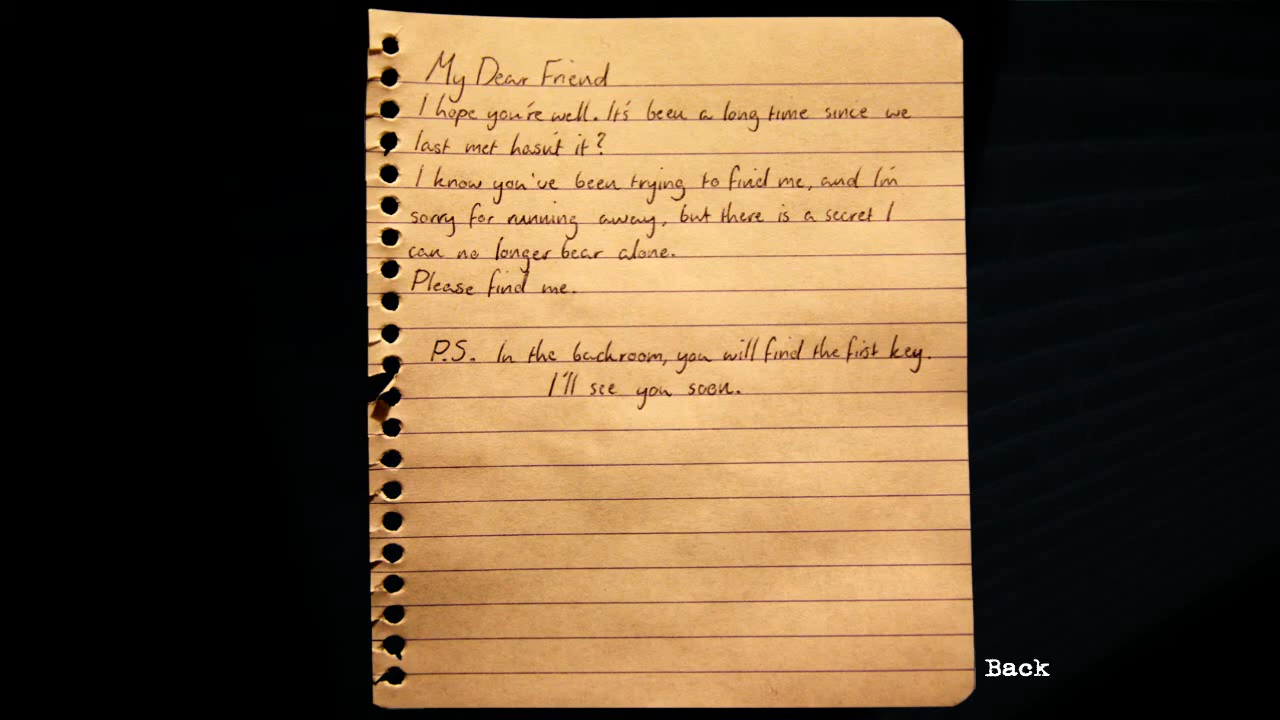 My Dear Friend
I hope you're well. It's been a long time since we
last met hasn't it?
I know you've been trying to find me, and I'm
sorry for running away, but there is a secret I
can no longer bear alone.
Please find me.
P.S. In the backroom, you will find the first key.
I'll see you soon.
Back